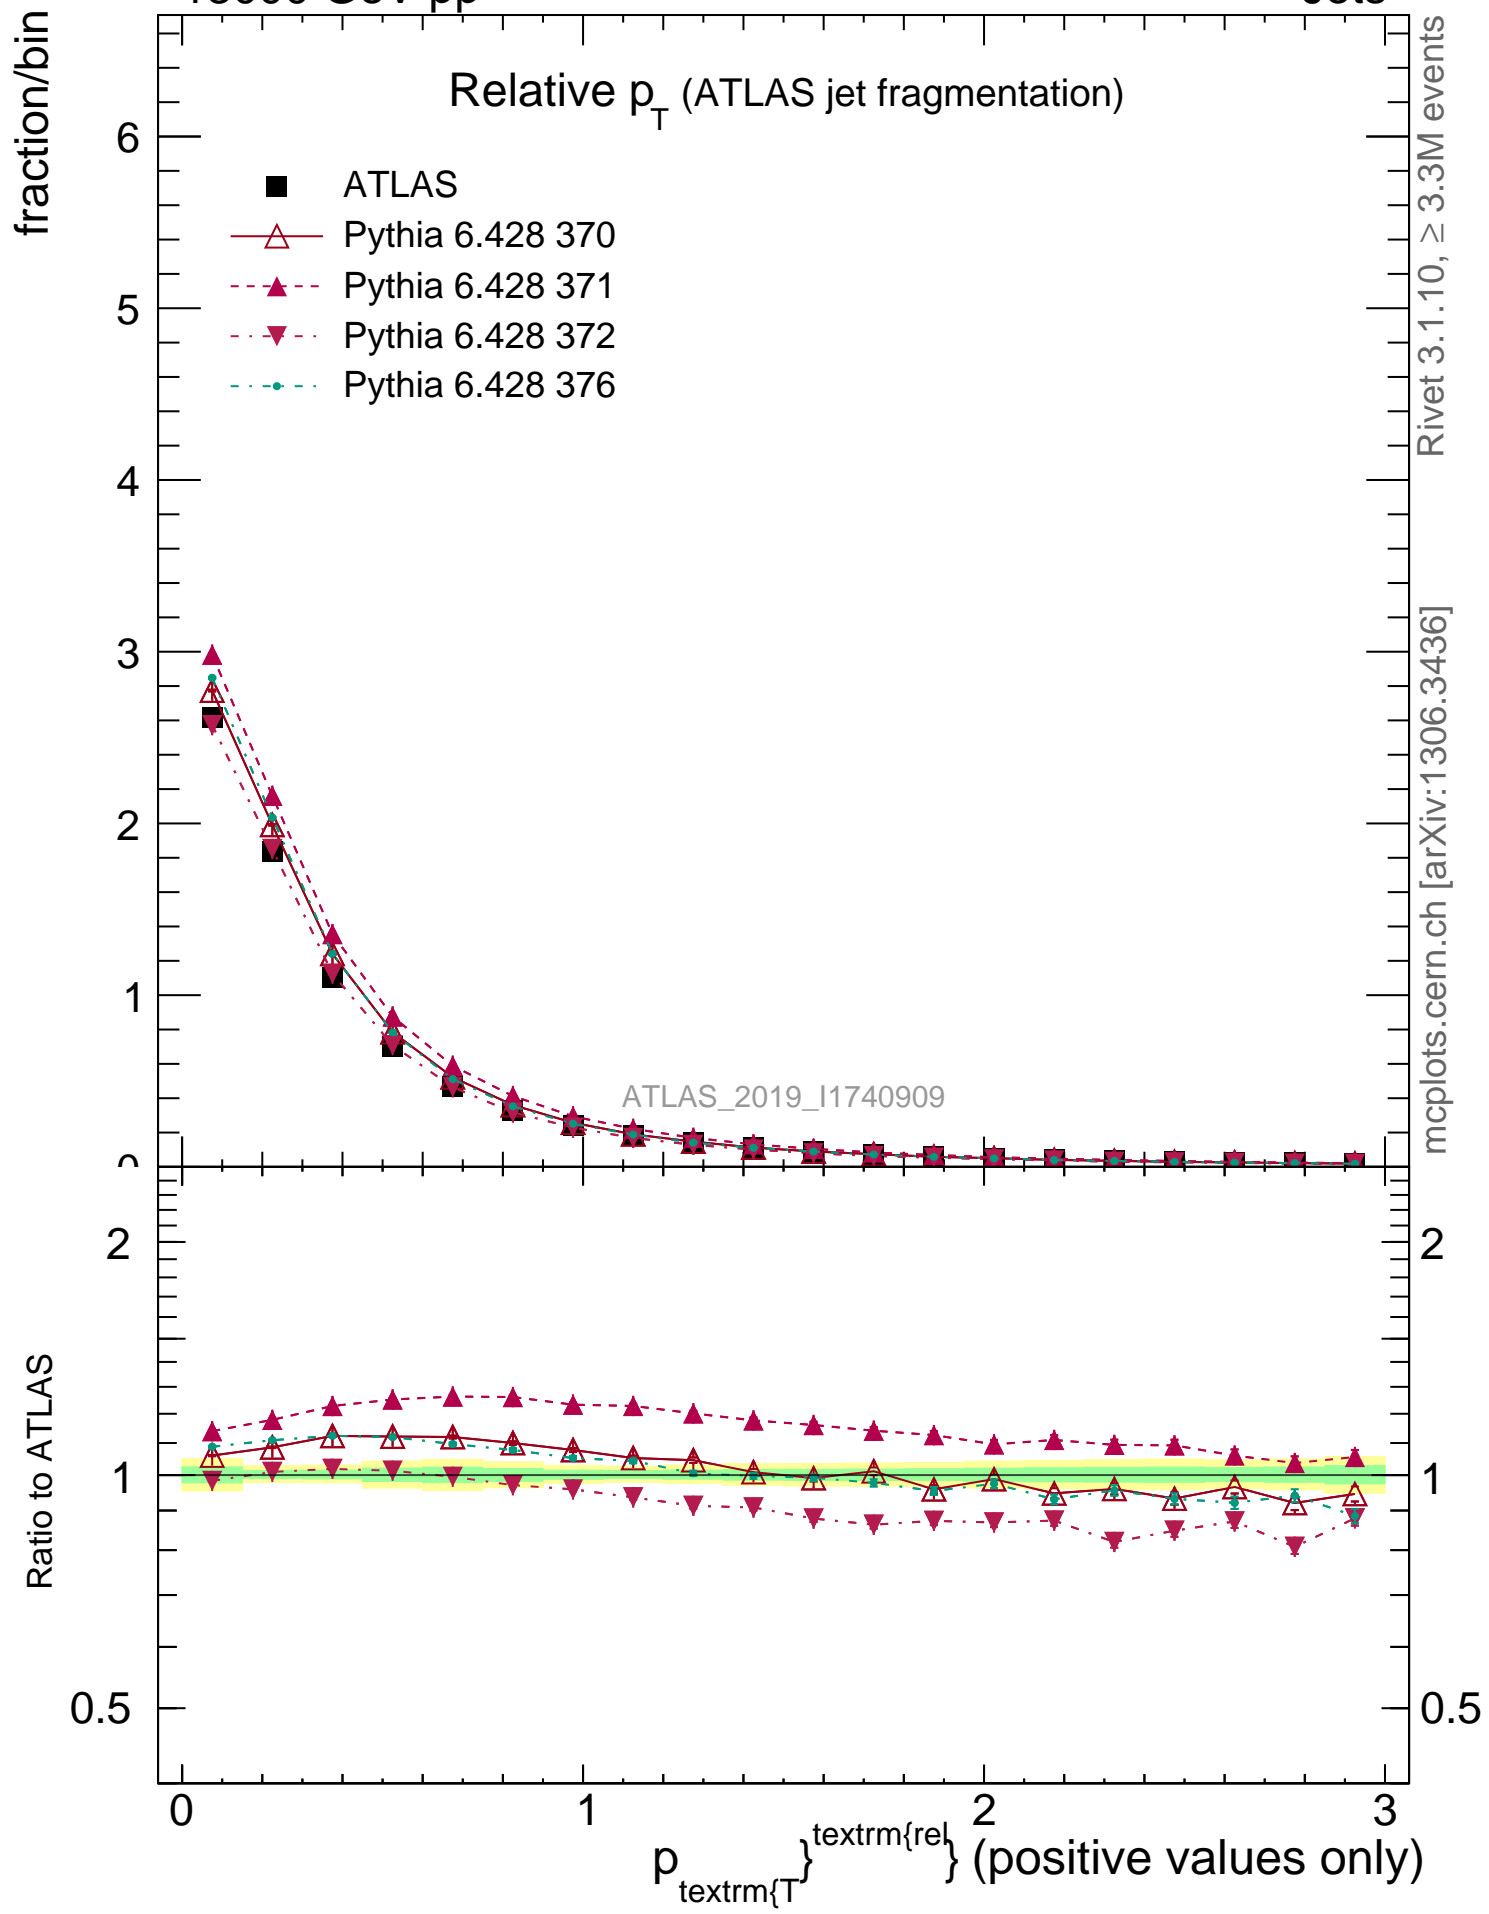 fraction/bin
Relative p_T (ATLAS jet fragmentation)
ATLAS
Pythia 6.428 370
Pythia 6.428 371
Pythia 6.428 372
Pythia 6.428 376
6
5
4
3
2
1
ATLAS_2019_I1740909
Rivet 3.1.10, ≥ 3.3M events
mcplots.cern.ch [arXiv:1306.3436]
Ratio to ATLAS
2
1
0.5
2
1
0.5
0 1 2 3
p_textrm{T}^textrm{rel} (positive values only)